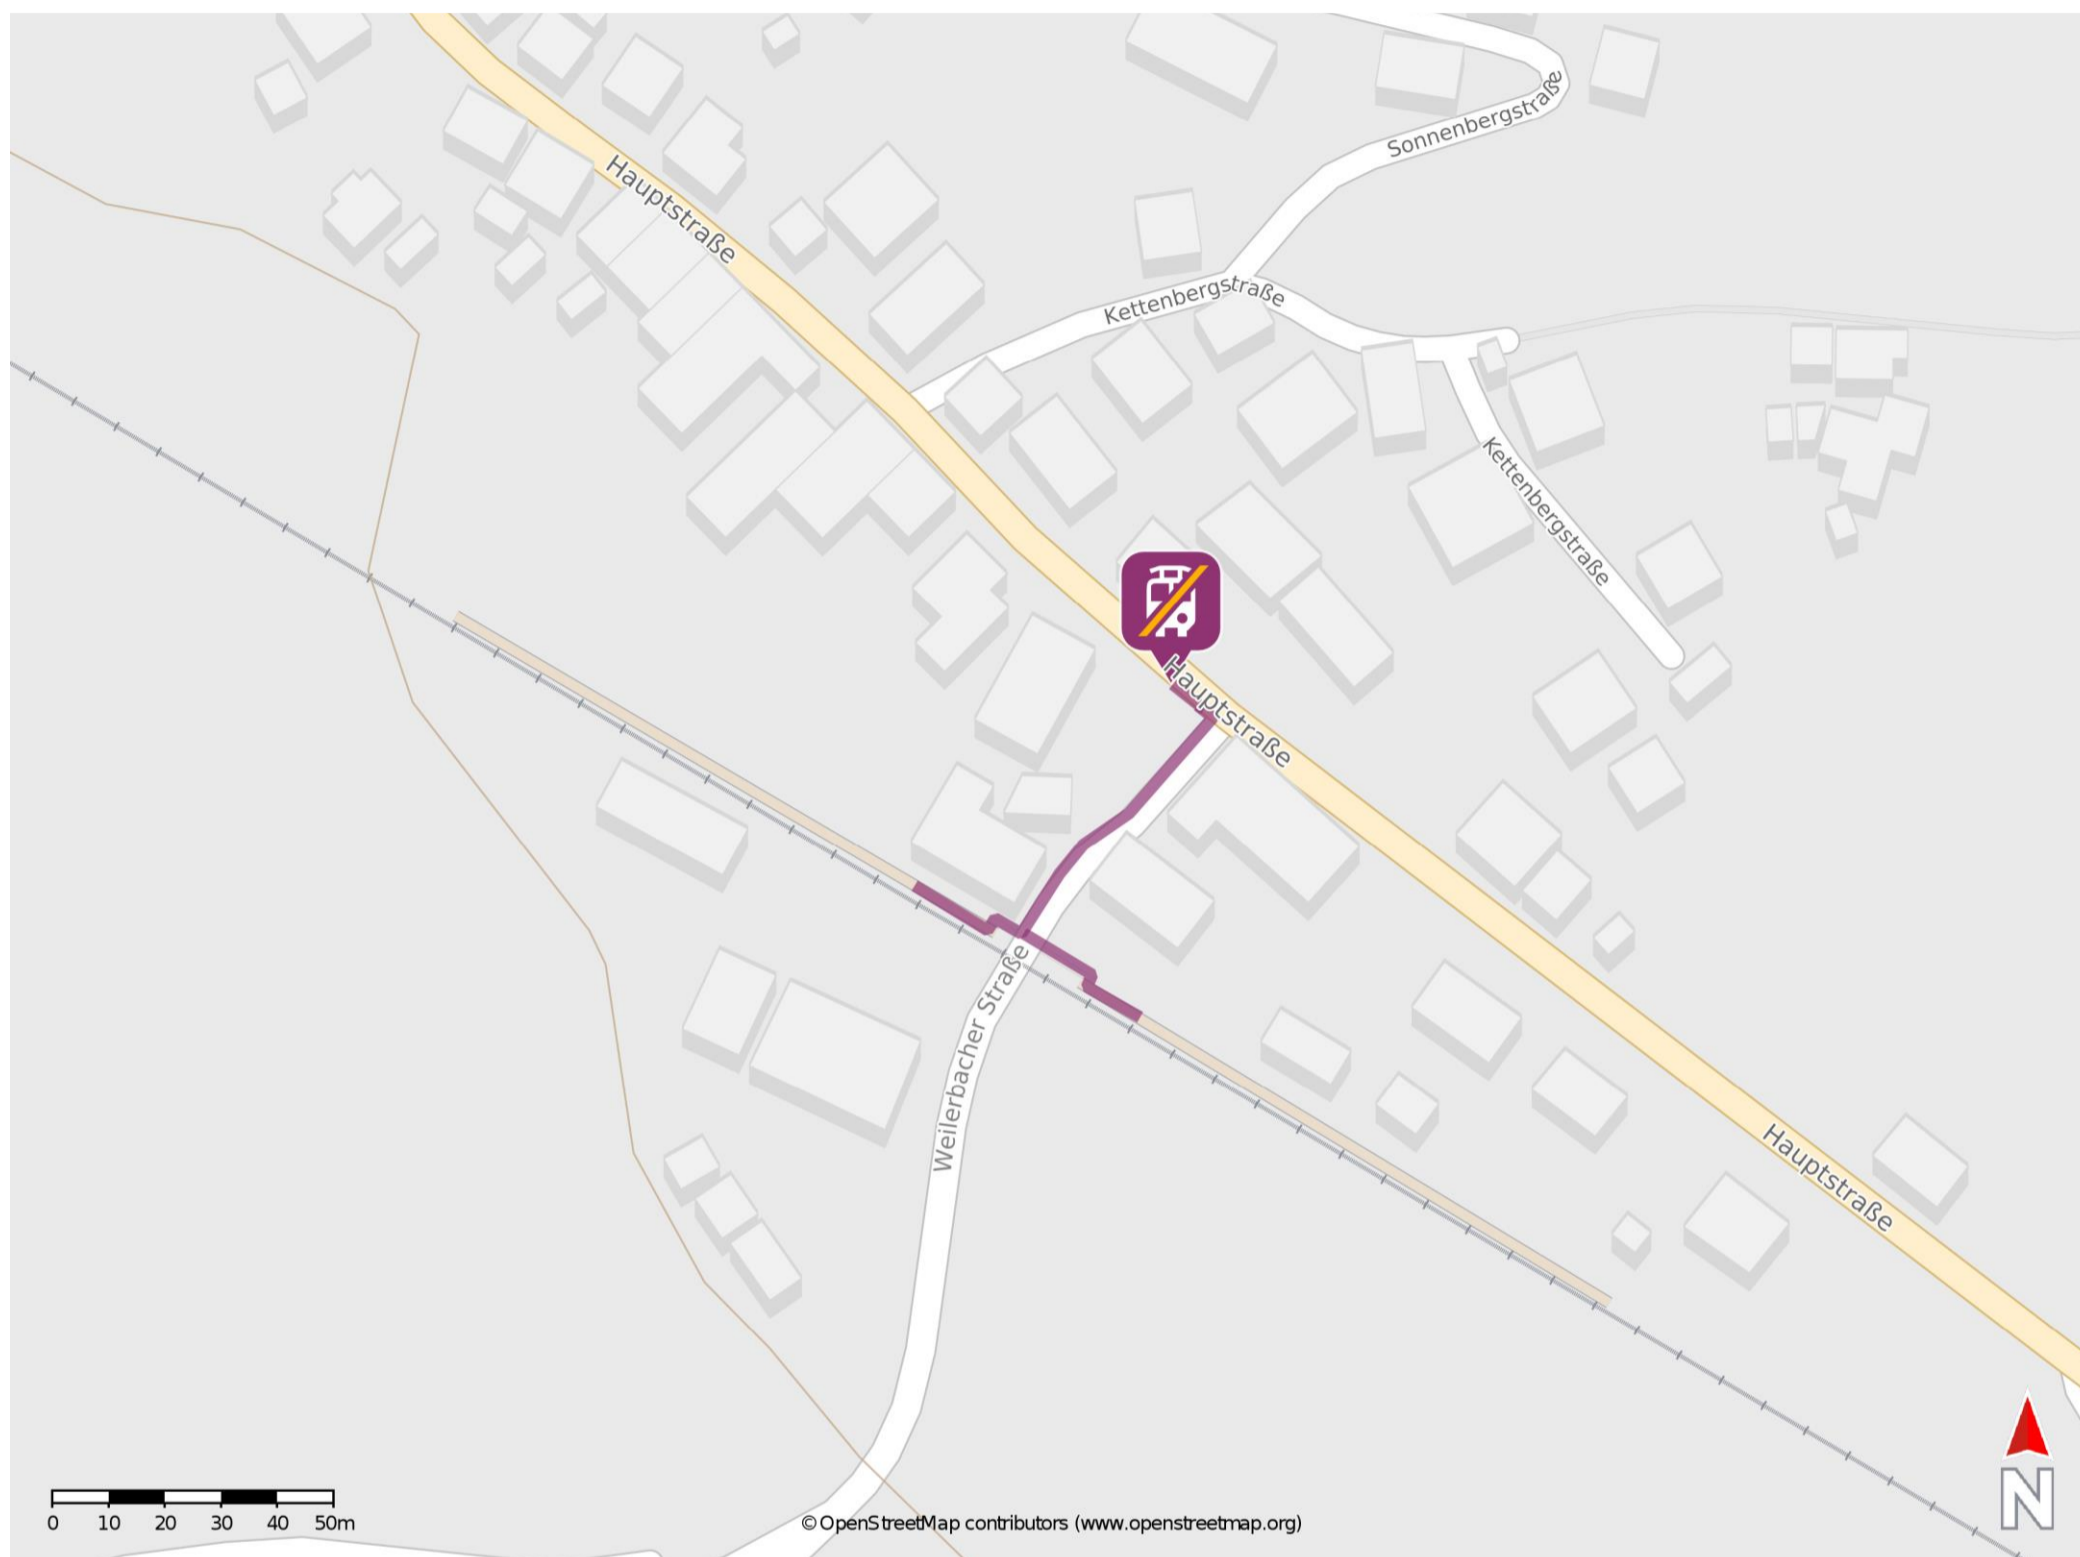 Sonnenbergstraße
Hauptstraße
Kettenbergstraße
Kettenbergstraße
Hauptstraße
Weilerbacher Straße
Hauptstraße
0 10 20 30 40 50m
© OpenStreetMap contributors (www.openstreetmap.org)
N